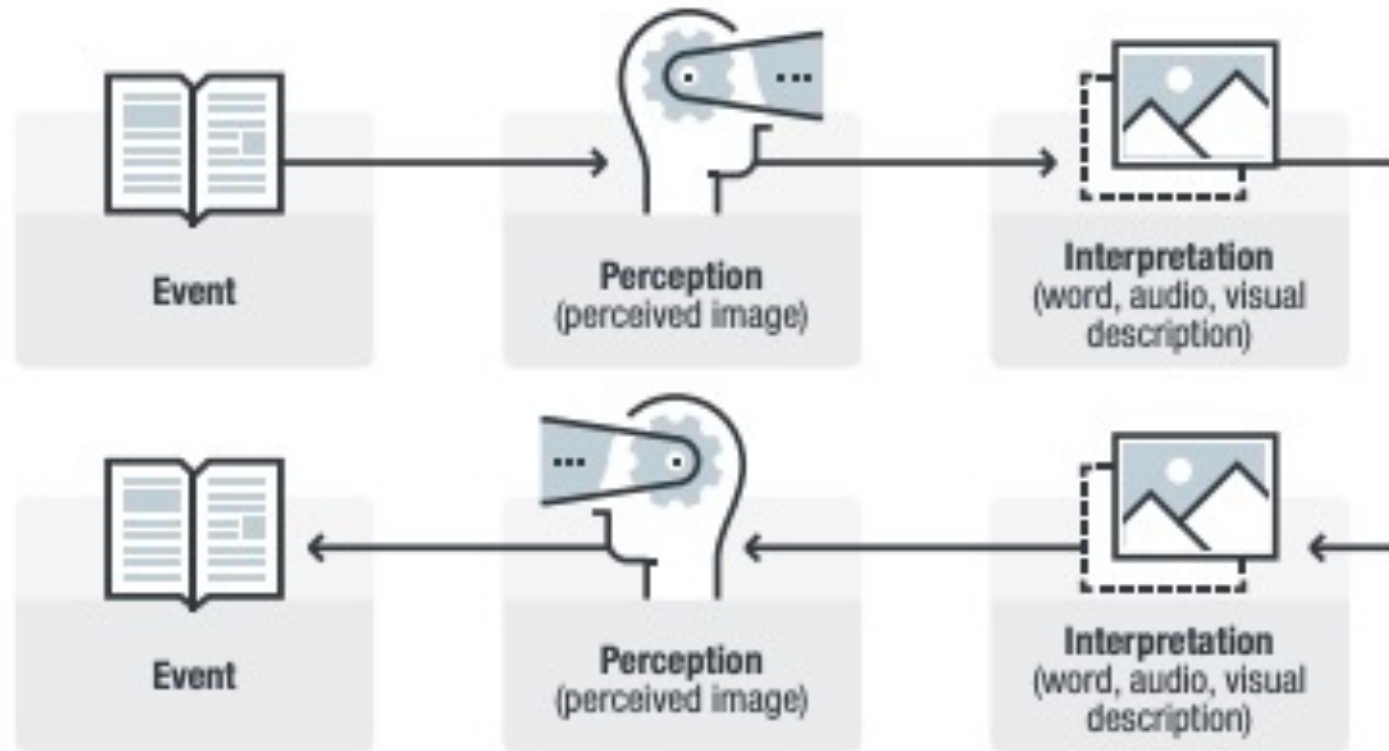 Event
Perception
(perceived image)
Interpretation
(word, audio, visual
description)
Event
Perception
(perceived image)
Interpretation
(word, audio, visual
description)